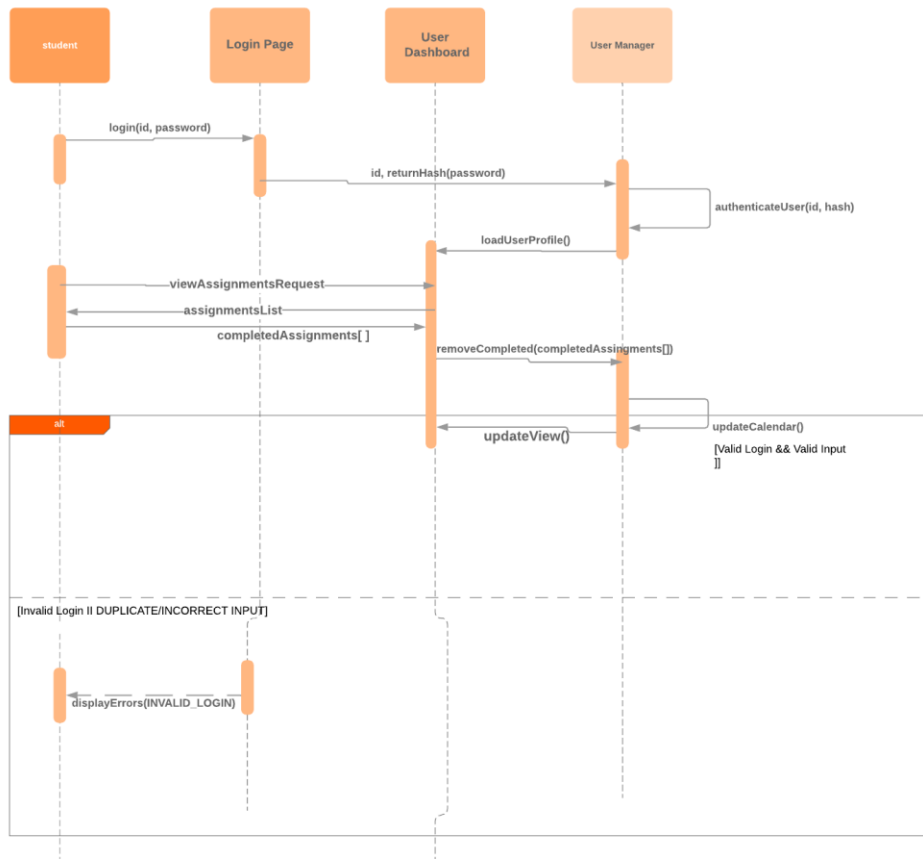 student
Login Page
User
Dashboard
User Manager
login(id, password)
id, returnHash(password)
authenticateUser(id, hash)
loadUserProfile()
viewAssignmentsRequest
assignmentsList
completedAssignments[ ]
removeCompleted(completedAssingments[])
alt
updateCalendar()
updateView()
[Valid Login && Valid Input
]]
[Invalid Login II DUPLICATE/INCORRECT INPUT]
displayErrors(INVALID_LOGIN)